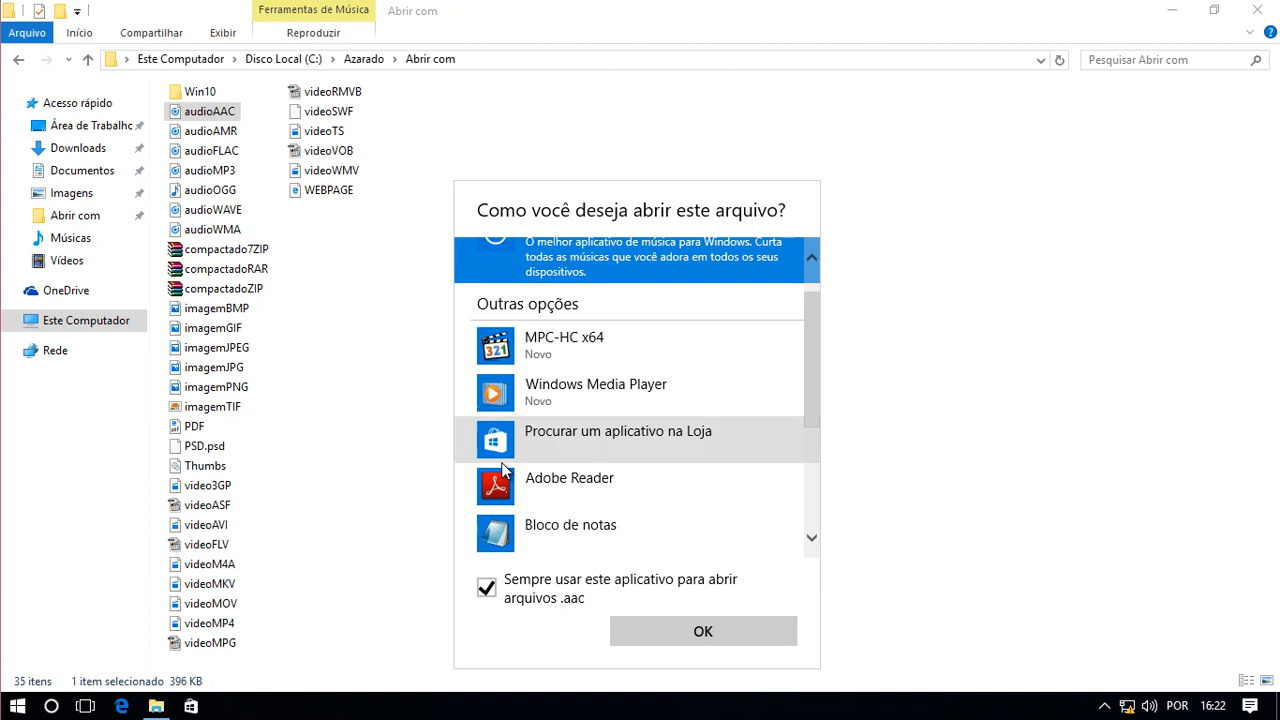 Ferramentas de Música
Abrir com
Arquivo
Início
Compartilhar
Exibir
Reproduzir
Este Computador
Disco Local (C:)
Azarado
Abrir com
Pesquisar Abrir com
Acesso rápido
Área de Trabalhc
Downloads
Documentos
Imagens
Abrir com
Músicas
Vídeos
OneDrive
Este Computador
Rede
Win10
audioAAC
audioAMR
audioFLAC
audioMP3
audioOGG
audioWAVE
audioWMA
compactado7ZIP
compactadoRAR
compactadoZIP
imagemBMP
imagemGIF
imagemJPEG
imagemJPG
imagemPNG
imagemTIF
PDF
PSD.psd
Thumbs
video3GP
videoASF
videoAVI
videoFLV
videoM4A
videoMKV
videoMOV
videoMP4
videoMPG
videoRMVB
videoSWF
videoTS
videoVOB
videoWMV
WEBPAGE
Como você deseja abrir este arquivo?
O melhor aplicativo de música para Windows. Curta
todas as músicas que você adora em todos os seus
dispositivos.
Outras opções
321
MPC-HC x64
Novo
Windows Media Player
Novo
Procurar um aplicativo na Loja
Adobe Reader
Bloco de notas
Sempre usar este aplicativo para abrir
arquivos .aac
OK
35 itens
1 item selecionado 396 KB
POR
16:22